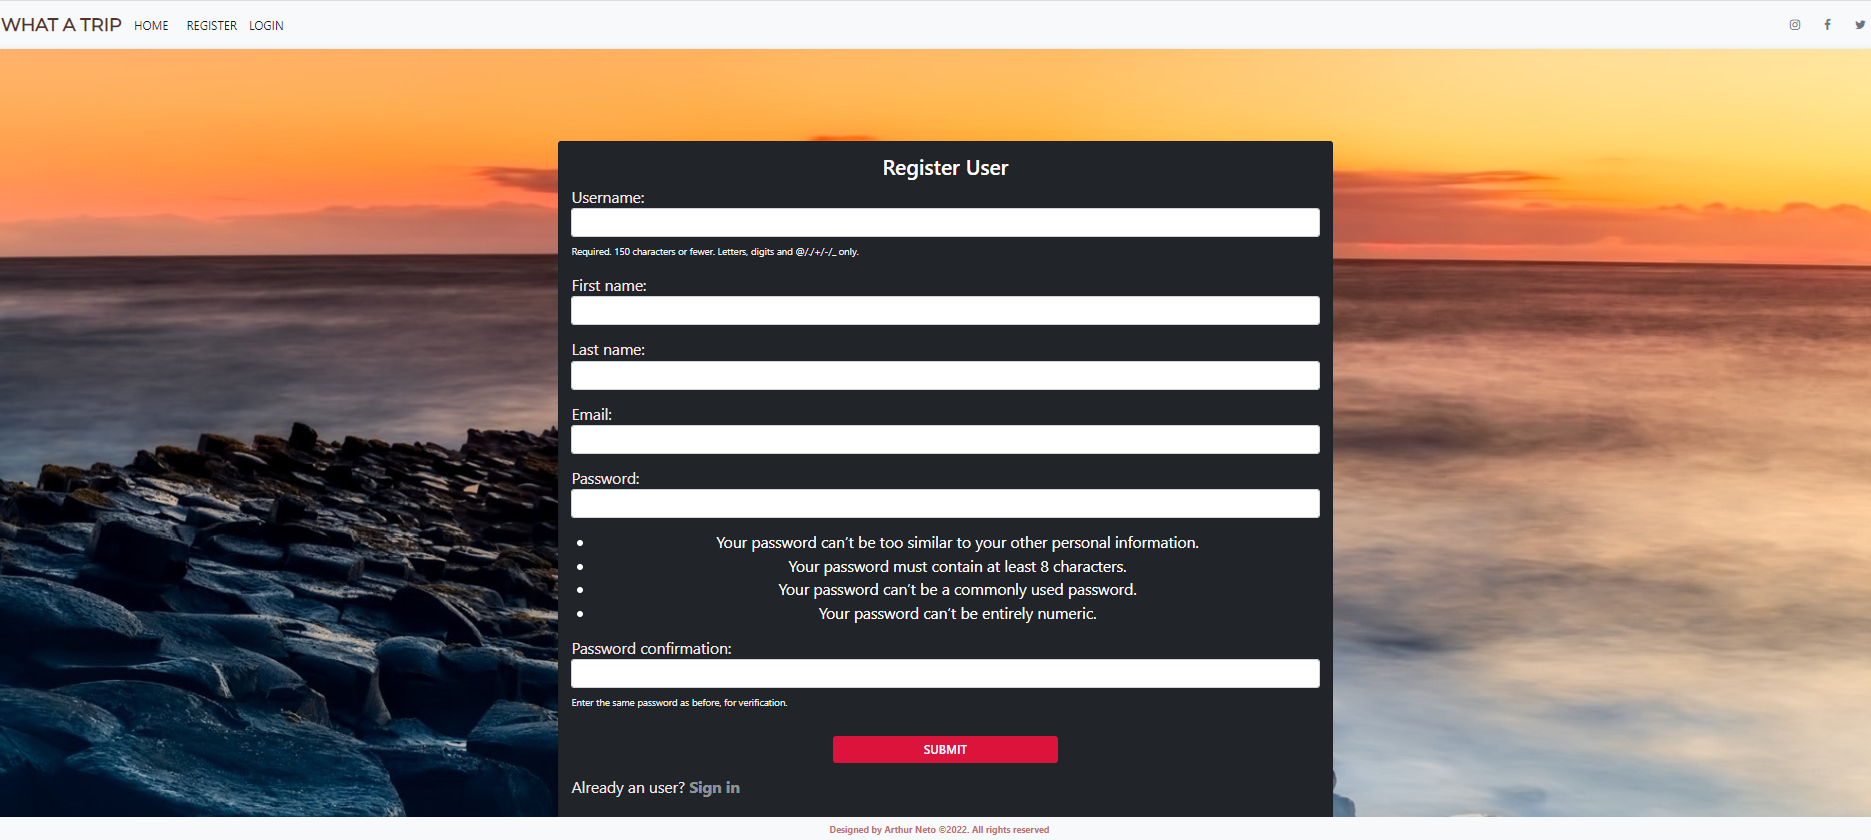 WHAT A TRIP HOME REGISTER LOGIN
Register User
Username:
Required. 150 characters or fewer. Letters, digits and @/./+/-/_ only.
First name:
Last name:
Email:
Password:
• Your password can’t be too similar to your other personal information.
• Your password must contain at least 8 characters.
• Your password can’t be a commonly used password.
• Your password can’t be entirely numeric.
Password confirmation:
Enter the same password as before, for verification.
SUBMIT
Already an user? Sign in
Designed by Arthur Neto ©2022. All rights reserved